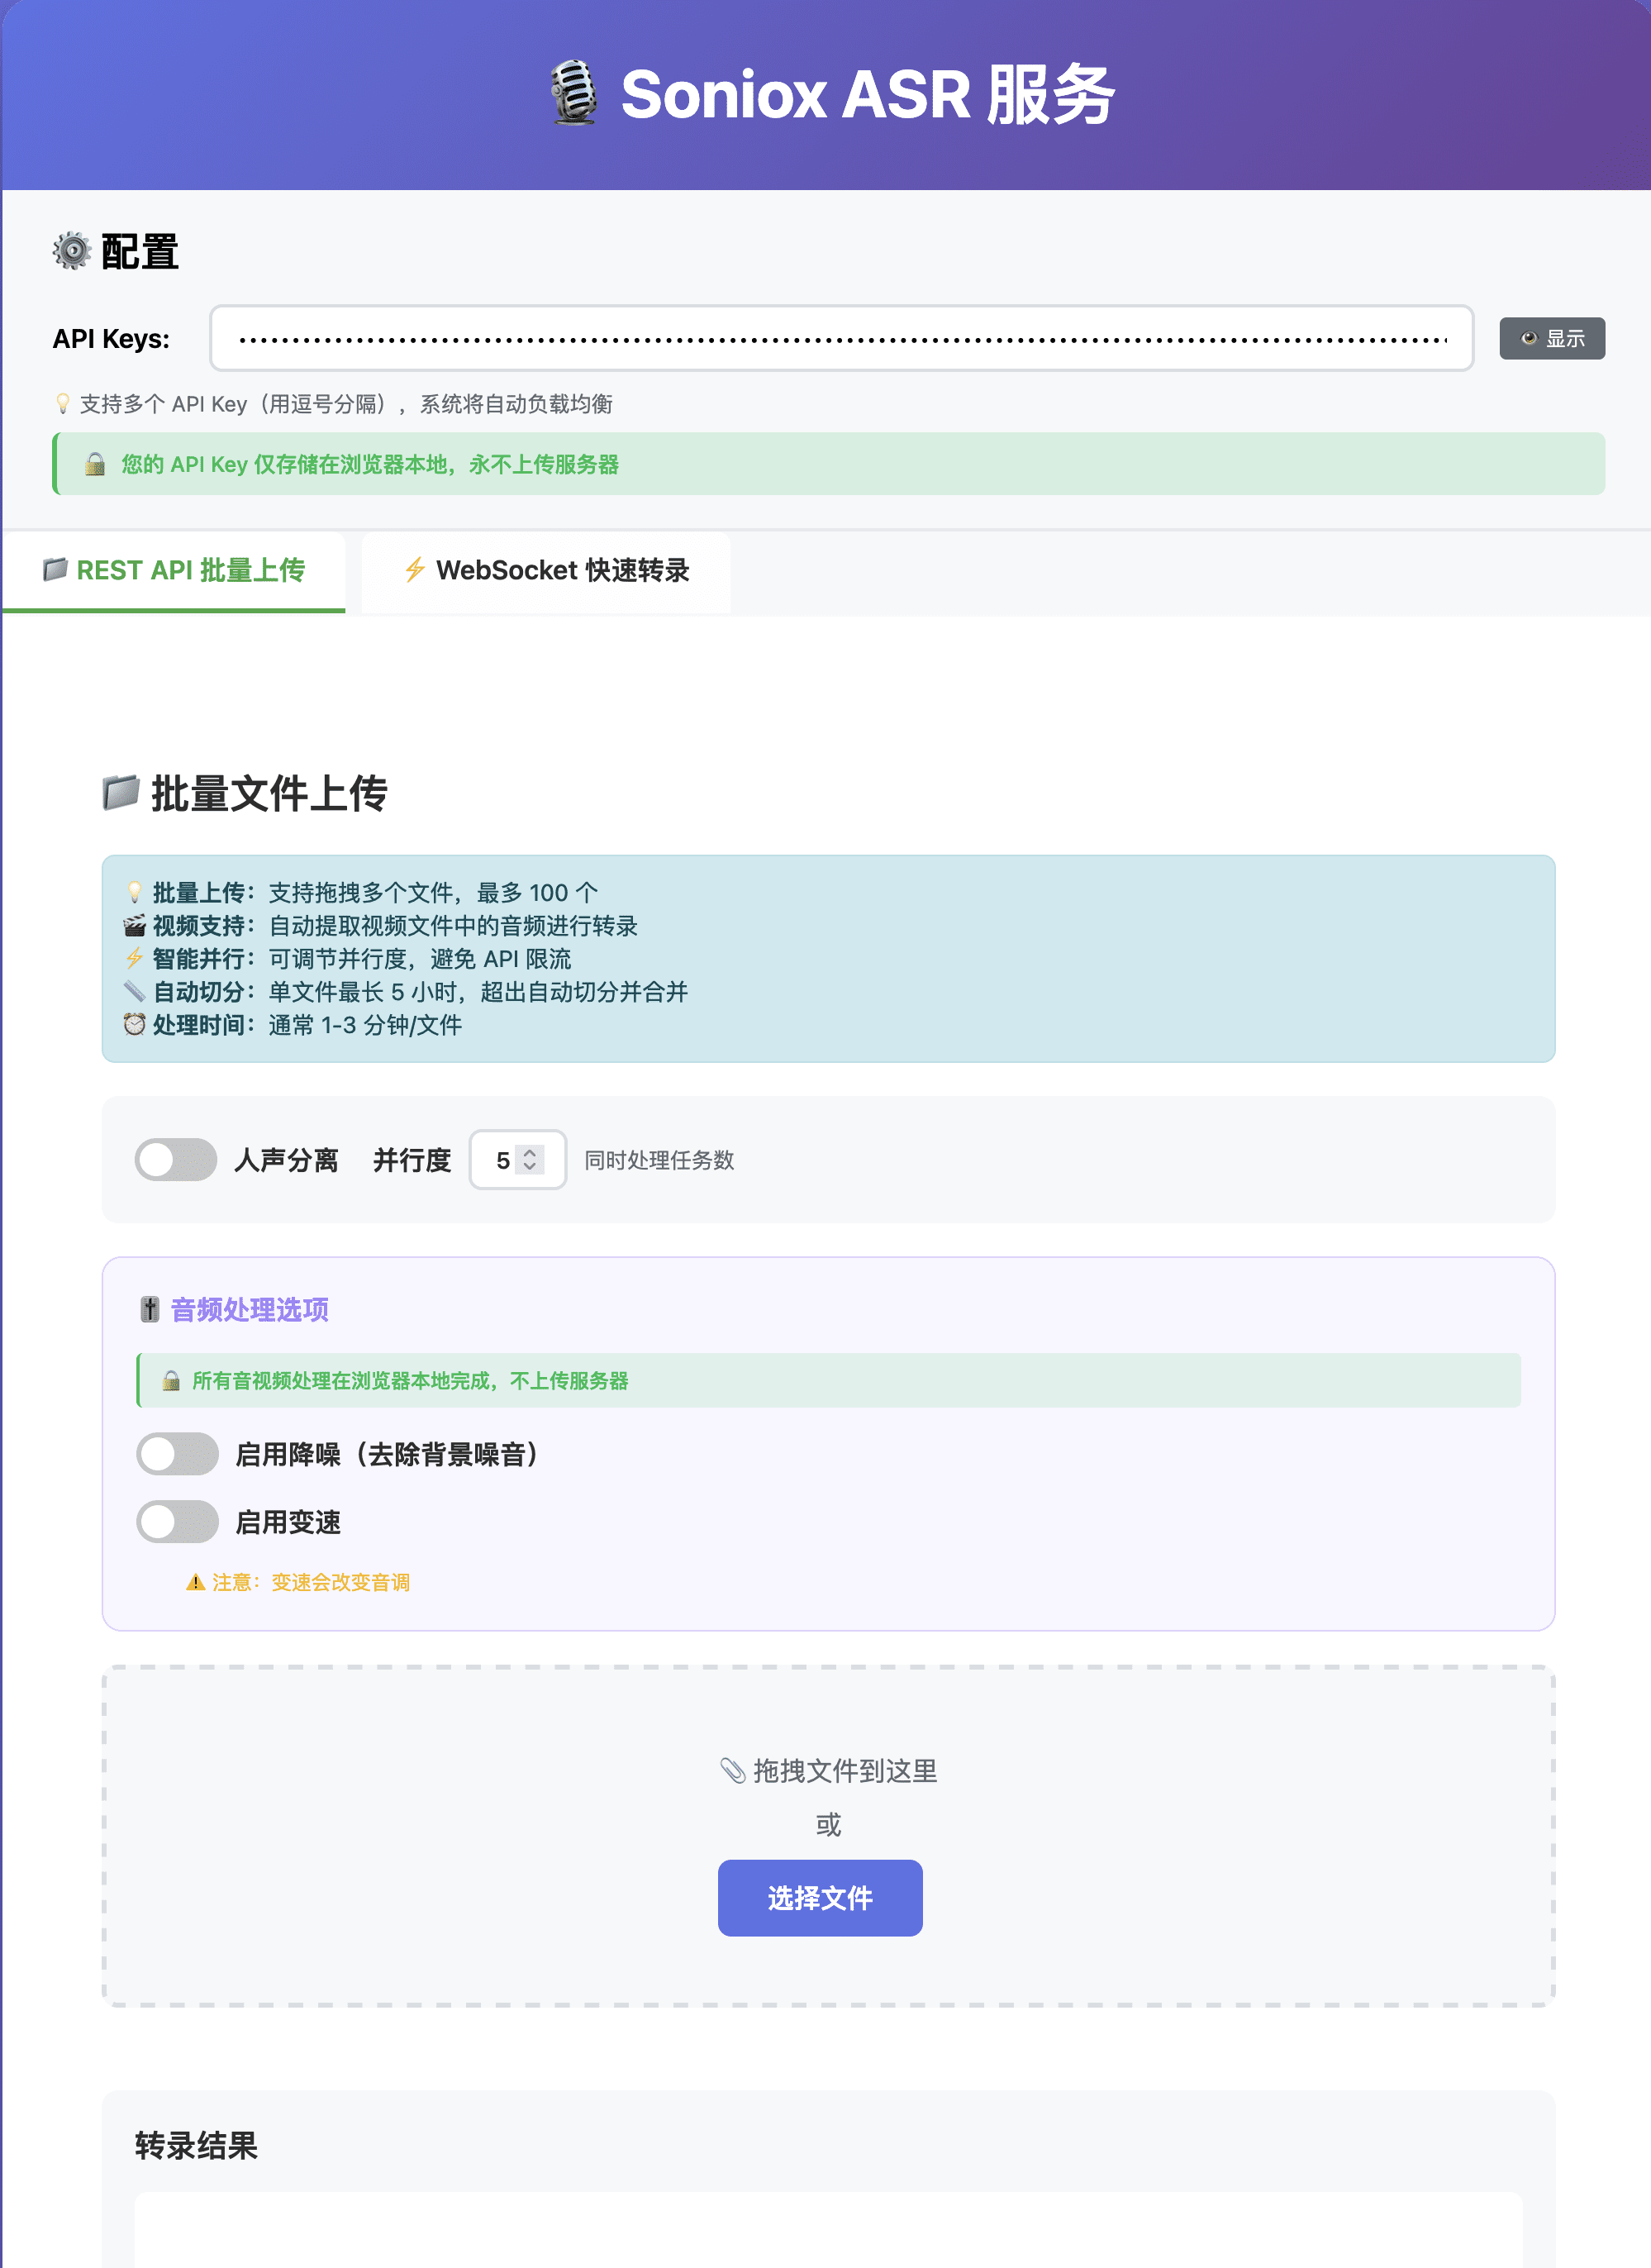 🎙️ Soniox ASR 服务
⚙️ 配置
API Keys:
••••••••••••••••••••••••••••••••••••••••••••••••••••••••••••••••••••••••••••••••••••••••••••••••••••••••••••••••
👁️ 显示
💡 支持多个 API Key（用逗号分隔），系统将自动负载均衡
🔒 您的 API Key 仅存储在浏览器本地，永不上传服务器
📁 REST API 批量上传
⚡ WebSocket 快速转录
📁 批量文件上传
💡 批量上传：支持拖拽多个文件，最多 100 个
🎬 视频支持：自动提取视频文件中的音频进行转录
⚡ 智能并行：可调节并行度，避免 API 限流
📏 自动切分：单文件最长 5 小时，超出自动切分并合并
⏰ 处理时间：通常 1-3 分钟/文件
人声分离 并行度 5 同时处理任务数
🎚️ 音频处理选项
🔒 所有音视频处理在浏览器本地完成，不上传服务器
启用降噪（去除背景噪音）
启用变速
⚠️ 注意：变速会改变音调
📎 拖拽文件到这里
或
选择文件
转录结果